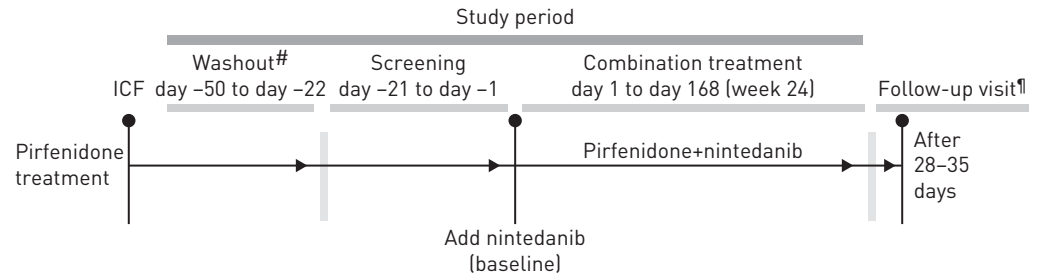 Study period
Washout#
day –50 to day –22
Screening
day –21 to day –1
Combination treatment
day 1 to day 168 (week 24)
ICF
Follow-up visit¶
Pirfenidone
treatment
Pirfenidone+nintedanib
After
28–35
days
Add nintedanib
(baseline)